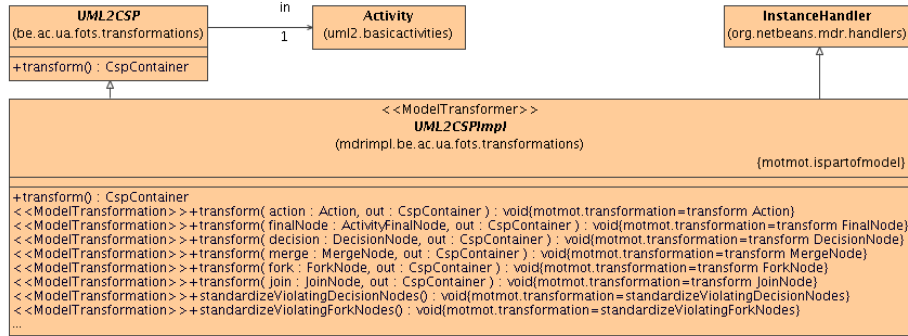 UML2CSP
(be.ac.ua.fots.transformations)
+transform() : CspContainer
in
1
Activity
(uml2.basicactivities)
InstanceHandler
(org.netbeans.mdr.handlers)
<<ModelTransformer>>
UML2CSPImpl
(mdrimpl.be.ac.ua.fots.transformations)
{motmot.ispartofmodel}
+transform() : CspContainer
<<ModelTransformation>>+transform( action : Action, out : CspContainer ) : void{motmot.transformation=transform Action}
<<ModelTransformation>>+transform( finalNode : ActivityFinalNode, out : CspContainer ) : void{motmot.transformation=transform FinalNode}
<<ModelTransformation>>+transform( decision : DecisionNode, out : CspContainer ) : void{motmot.transformation=transform DecisionNode}
<<ModelTransformation>>+transform( merge : MergeNode, out : CspContainer ) : void{motmot.transformation=transform MergeNode}
<<ModelTransformation>>+transform( fork : ForkNode, out : CspContainer ) : void{motmot.transformation=transform ForkNode}
<<ModelTransformation>>+transform( join : JoinNode, out : CspContainer ) : void{motmot.transformation=transform JoinNode}
<<ModelTransformation>>+standardizeViolatingDecisionNodes() : void{motmot.transformation=standardizeViolatingDecisionNodes}
<<ModelTransformation>>+standardizeViolatingForkNodes() : void{motmot.transformation=standardizeViolatingForkNodes}
...